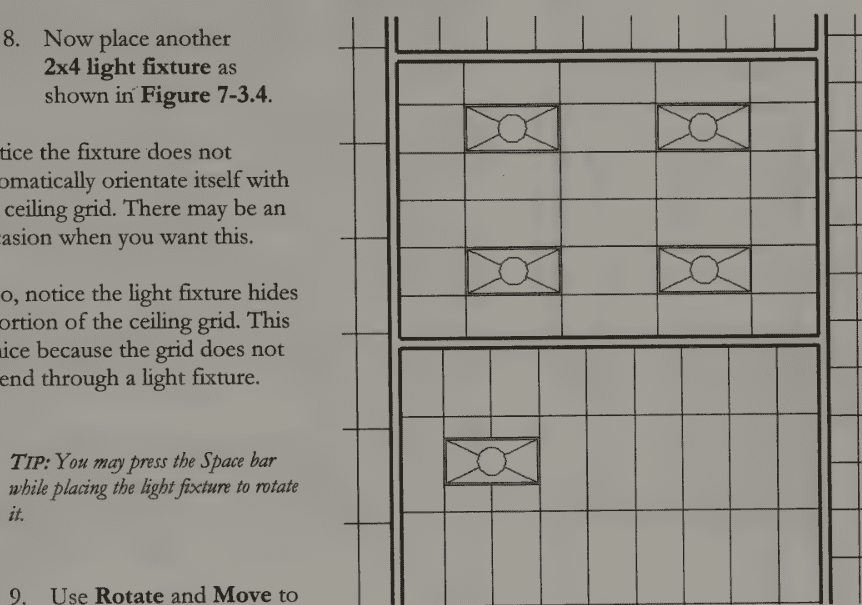 8. Now place another
2x4 light fixture as
shown in Figure 7-3.4.
tice the fixture does not
omatically orientate itself with
ceiling grid. There may be an
casion when you want this.
o, notice the light fixture hides
ortion of the ceiling grid. This
nice because the grid does not
end through a light fixture.
TIP: You may press the Space bar
while placing the light fixture to rotate
it.
9. Use Rotate and Move to